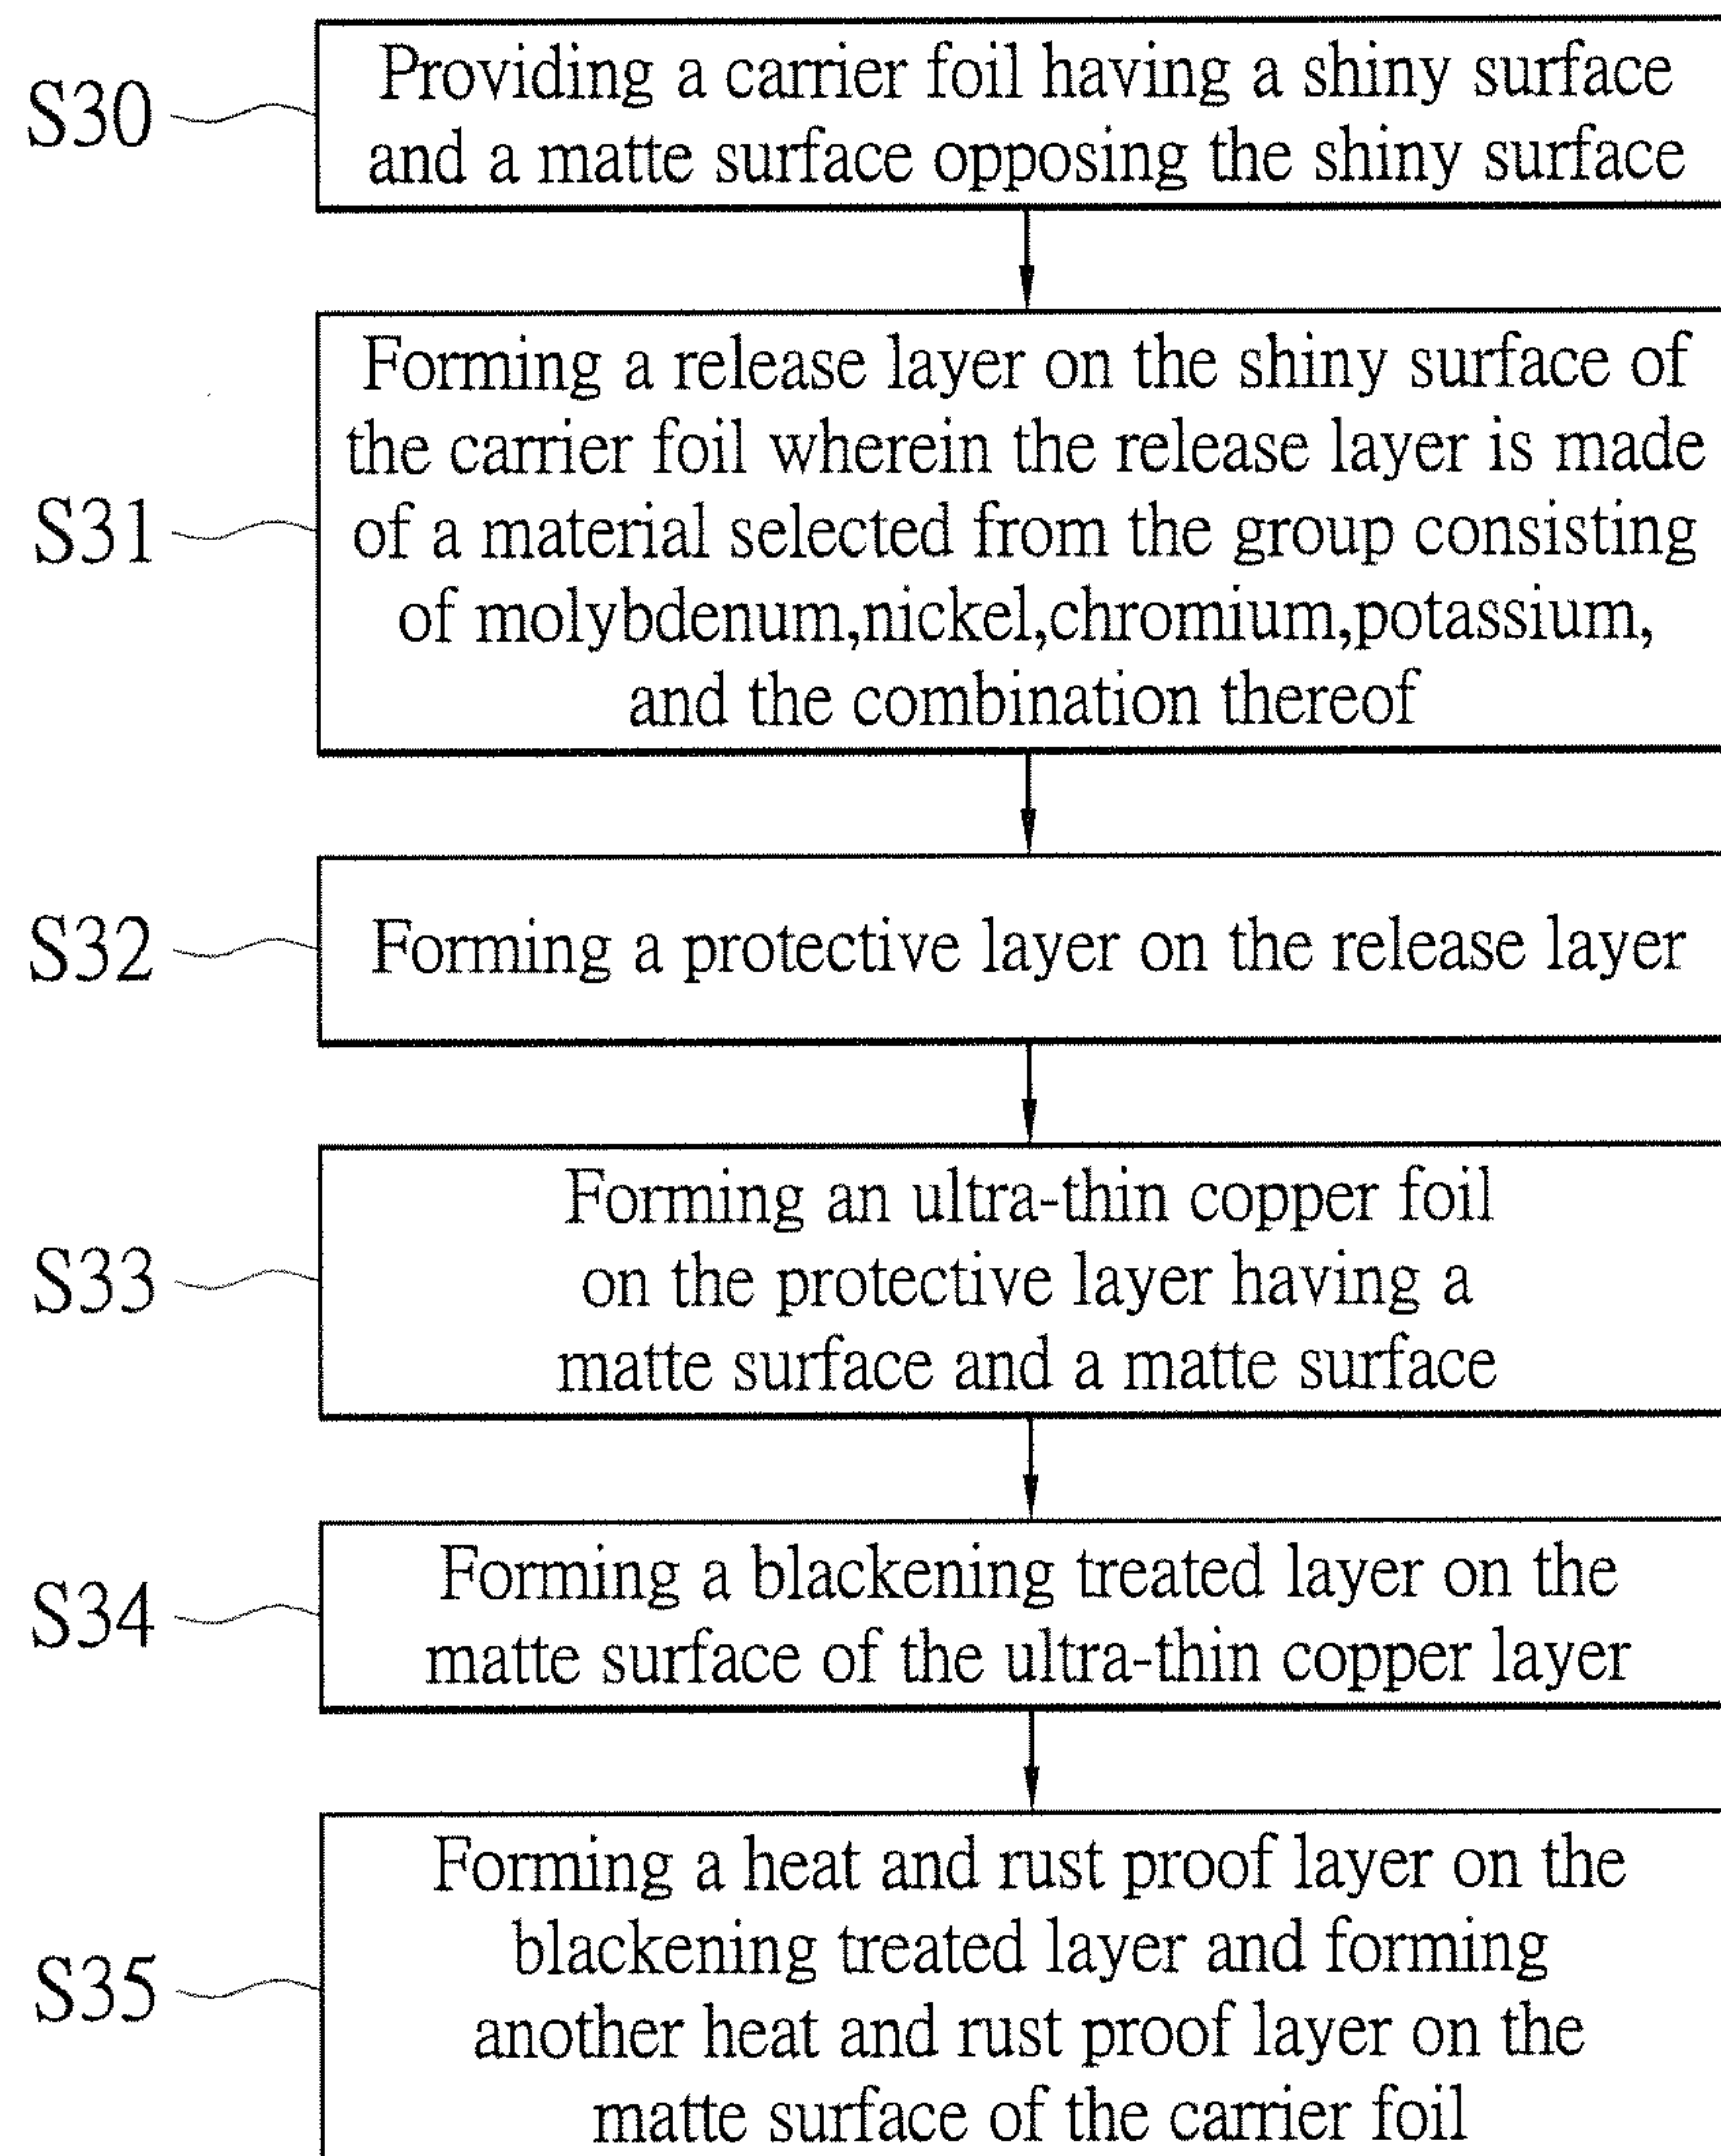 S30
Providing a carrier foil having a shiny surface
and a matte surface opposing the shiny surface
S31
Forming a release layer on the shiny surface of
the carrier foil wherein the release layer is made
of a material selected from the group consisting
of molybdenum,nickel,chromium,potassium,
and the combination thereof
S32
Forming a protective layer on the release layer
S33
Forming an ultra-thin copper foil
on the protective layer having a
matte surface and a matte surface
S34
Forming a blackening treated layer on the
matte surface of the ultra-thin copper layer
S35
Forming a heat and rust proof layer on the
blackening treated layer and forming
another heat and rust proof layer on the
matte surface of the carrier foil